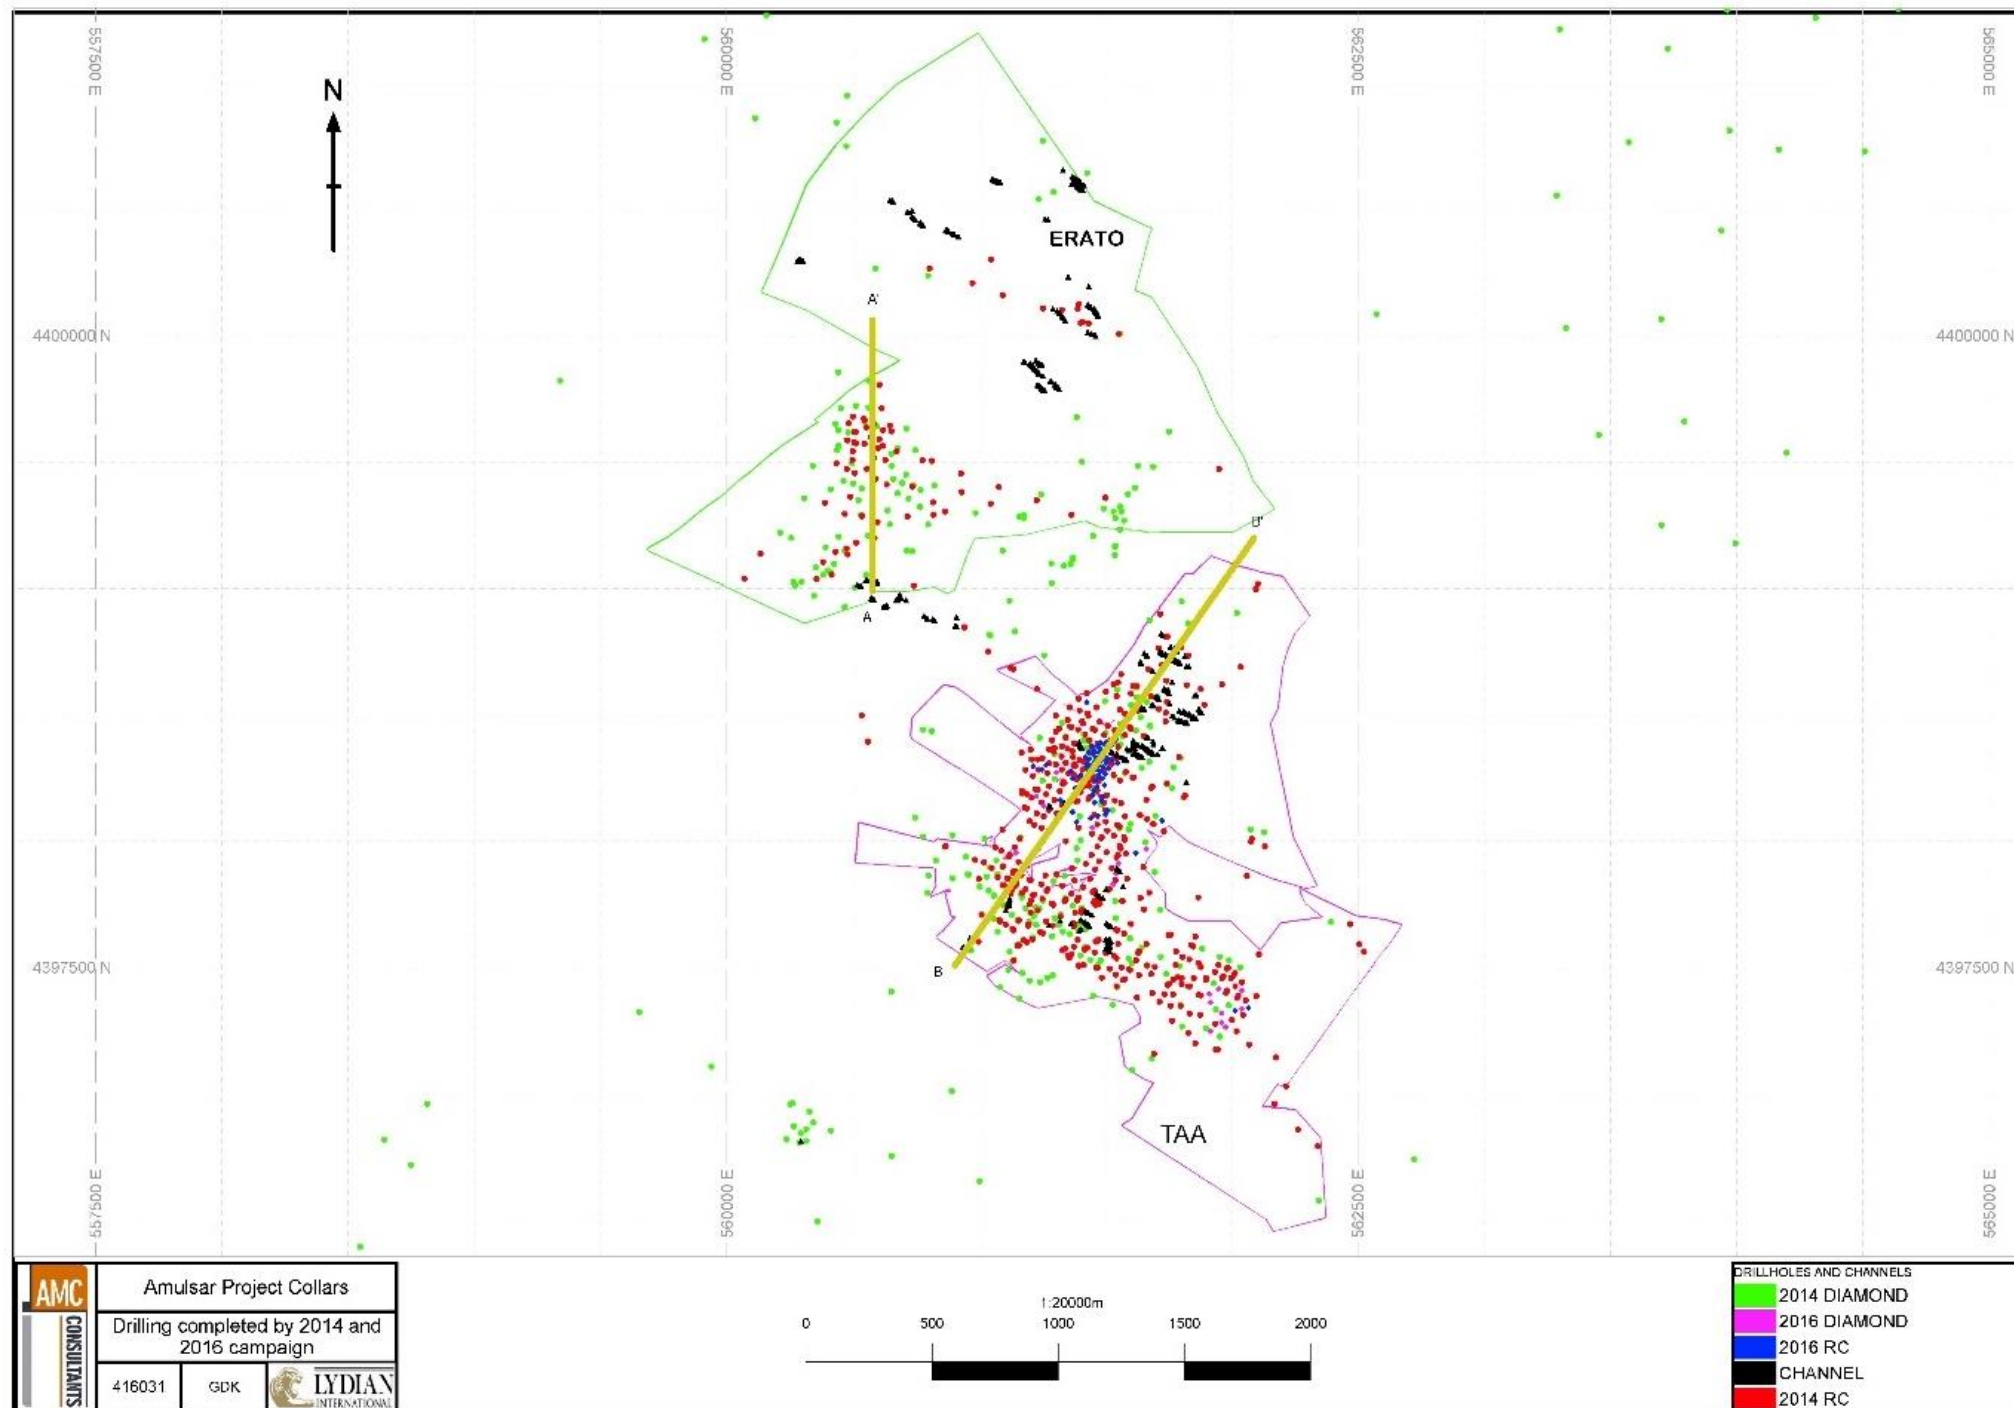 557500 E
560000 E
562500 E
565000 E
N
ERATO
A'
4400000 N
4400000 N
B'
A
4397500 N
B
4397500 N
TAA
557500 E
560000 E
562500 E
565000 E
AMC
CONSULTANTS
Amulsar Project Collars
Drilling completed by 2014 and
2016 campaign
416031
GDK
LYDIAN
INTERNATIONAL
1:20000m
0 500 1000 1500 2000
DRILLHOLES AND CHANNELS
2014 DIAMOND
2016 DIAMOND
2016 RC
CHANNEL
2014 RC